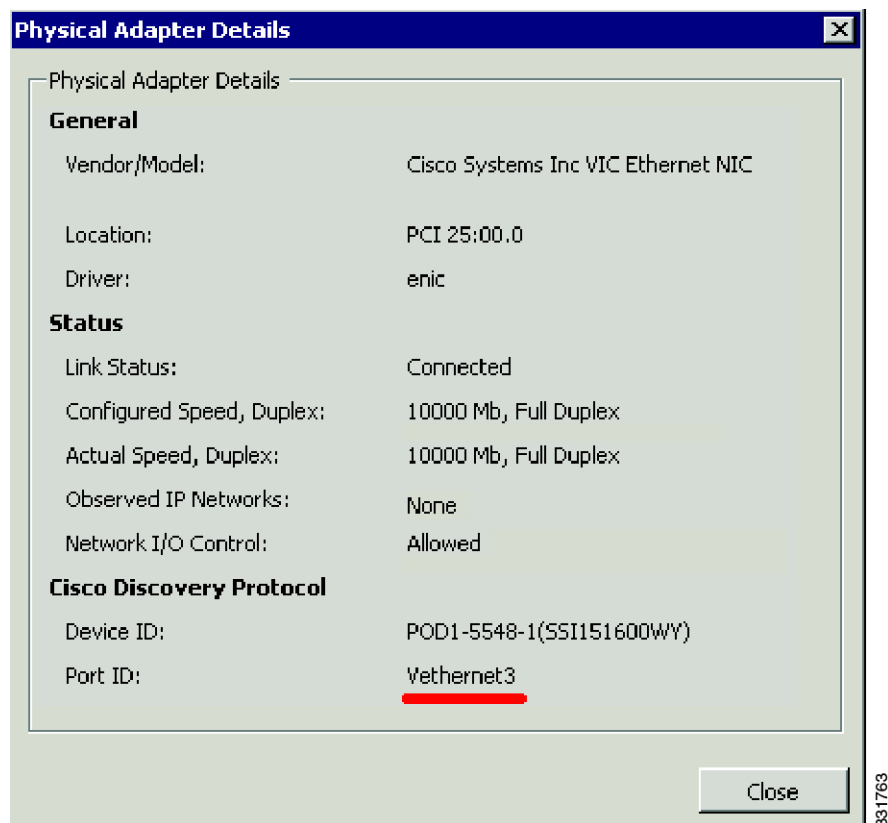 Physical Adapter Details
Physical Adapter Details
General
Vendor/Model: Cisco Systems Inc VIC Ethernet NIC
Location: PCI 25:00.0
Driver: enic
Status
Link Status: Connected
Configured Speed, Duplex: 10000 Mb, Full Duplex
Actual Speed, Duplex: 10000 Mb, Full Duplex
Observed IP Networks: None
Network I/O Control: Allowed
Cisco Discovery Protocol
Device ID: POD1-5548-1(SSI151600WY)
Port ID: Vethernet3
Close
331763